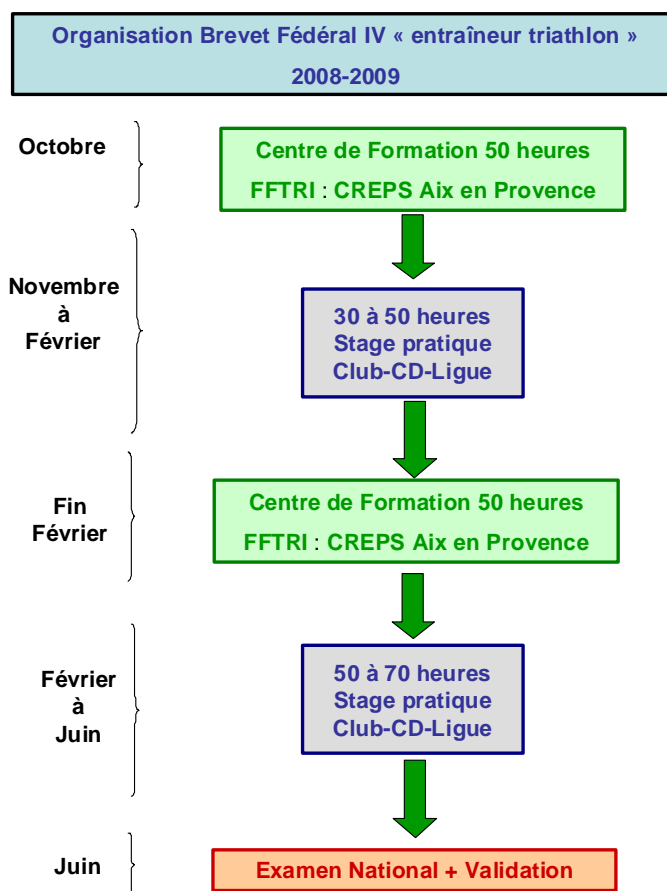 Organisation Brevet Fédéral IV « entraîneur triathlon »
2008-2009
Octobre
Centre de Formation 50 heures
FFTRI : CREPS Aix en Provence
Novembre
à
Février
30 à 50 heures
Stage pratique
Club-CD-Ligue
Fin
Février
Centre de Formation 50 heures
FFTRI : CREPS Aix en Provence
Février
à
Juin
50 à 70 heures
Stage pratique
Club-CD-Ligue
Juin
Examen National + Validation